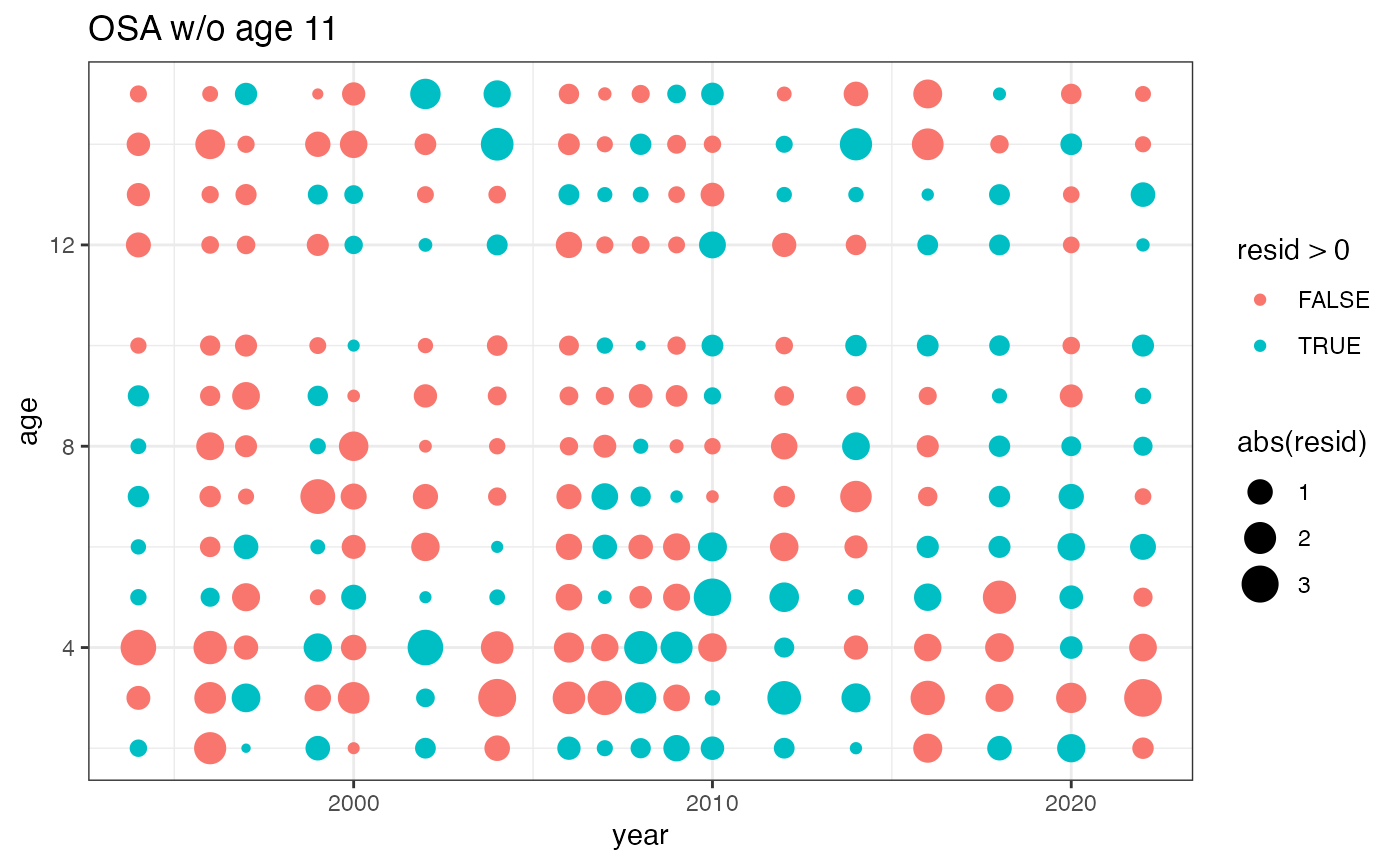 OSA w/o age 11
12
8
4
age
2000
2010
2020
year
resid > 0
FALSE
TRUE
abs(resid)
1
2
3